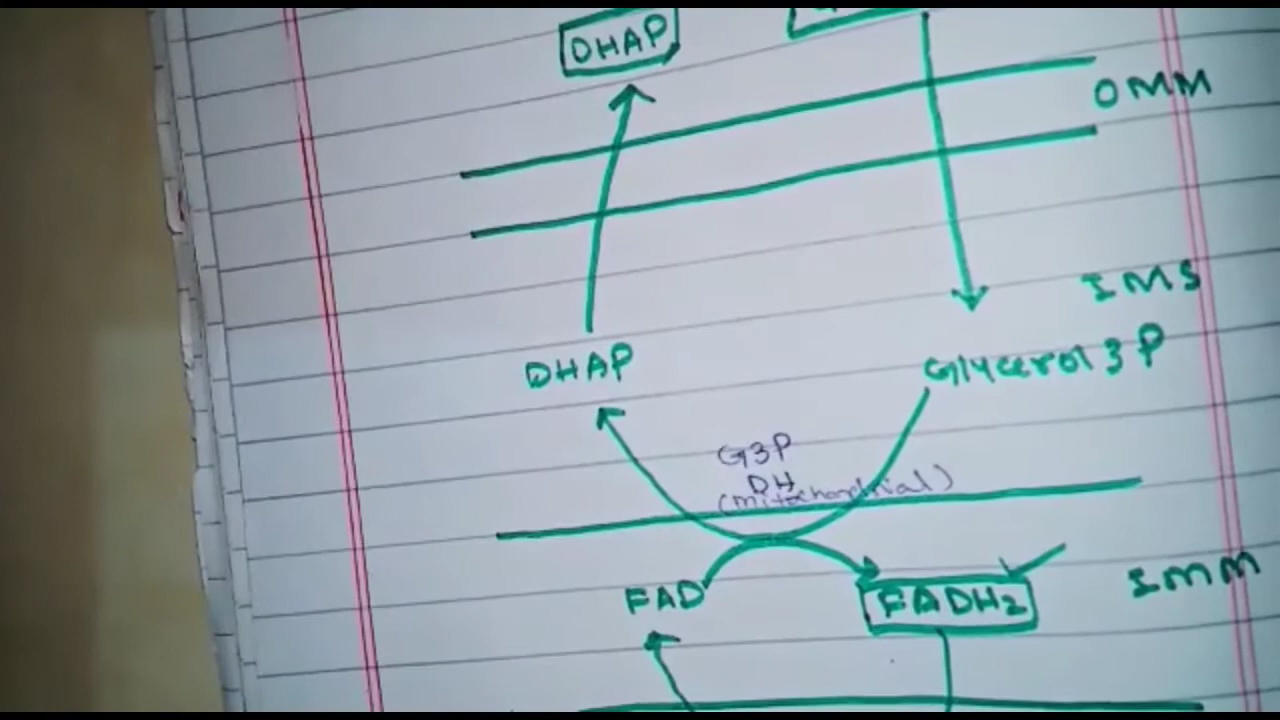 DHAP
OMM
IMS
DHAP
Glycerol 3 P
G3P
DH
(mitochondrial)
FAD
FADH2
IMM